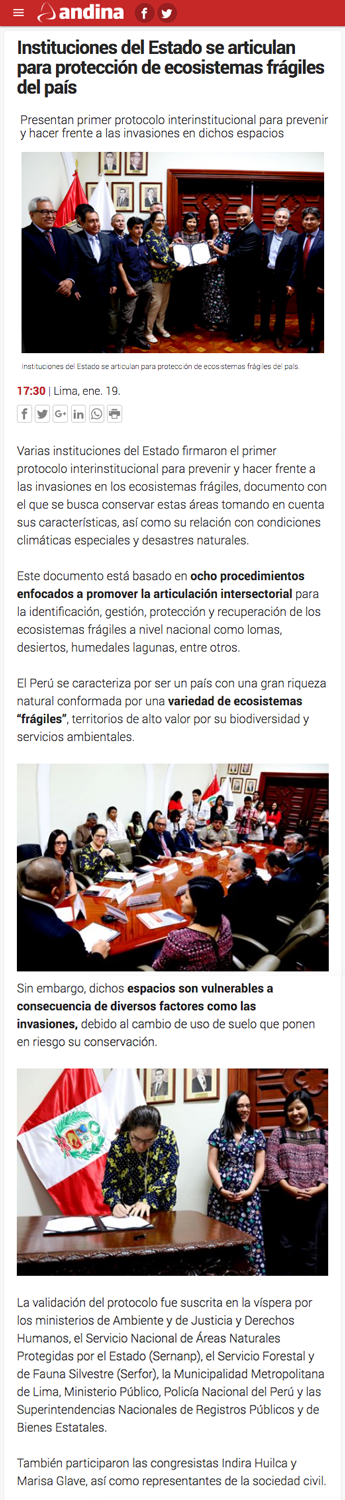 andina
Instituciones del Estado se articulan
para protección de ecosistemas frágiles
del país
Presentan primer protocolo interinstitucional para prevenir
y hacer frente a las invasiones en dichos espacios
Instituciones del Estado se articulan para protección de ecosistemas frágiles del país.
17:30 | Lima, ene. 19.
Varias instituciones del Estado firmaron el primer
protocolo interinstitucional para prevenir y hacer frente a
las invasiones en los ecosistemas frágiles, documento con
el que se busca conservar estas áreas tomando en cuenta
sus características, así como su relación con condiciones
climáticas especiales y desastres naturales.
Este documento está basado en ocho procedimientos
enfocados a promover la articulación intersectorial para
la identificación, gestión, protección y recuperación de los
ecosistemas frágiles a nivel nacional como lomas,
desiertos, humedales lagunas, entre otros.
El Perú se caracteriza por ser un país con una gran riqueza
natural conformada por una variedad de ecosistemas
“frágiles”, territorios de alto valor por su biodiversidad y
servicios ambientales.
Sin embargo, dichos espacios son vulnerables a
consecuencia de diversos factores como las
invasiones, debido al cambio de uso de suelo que ponen
en riesgo su conservación.
La validación del protocolo fue suscrita en la víspera por
los ministerios de Ambiente y de Justicia y Derechos
Humanos, el Servicio Nacional de Áreas Naturales
Protegidas por el Estado (Sernanp), el Servicio Forestal y
de Fauna Silvestre (Serfor), la Municipalidad Metropolitana
de Lima, Ministerio Público, Policía Nacional del Perú y las
Superintendencias Nacionales de Registros Públicos y de
Bienes Estatales.
También participaron las congresistas Indira Huilca y
Marisa Glave, así como representantes de la sociedad civil.